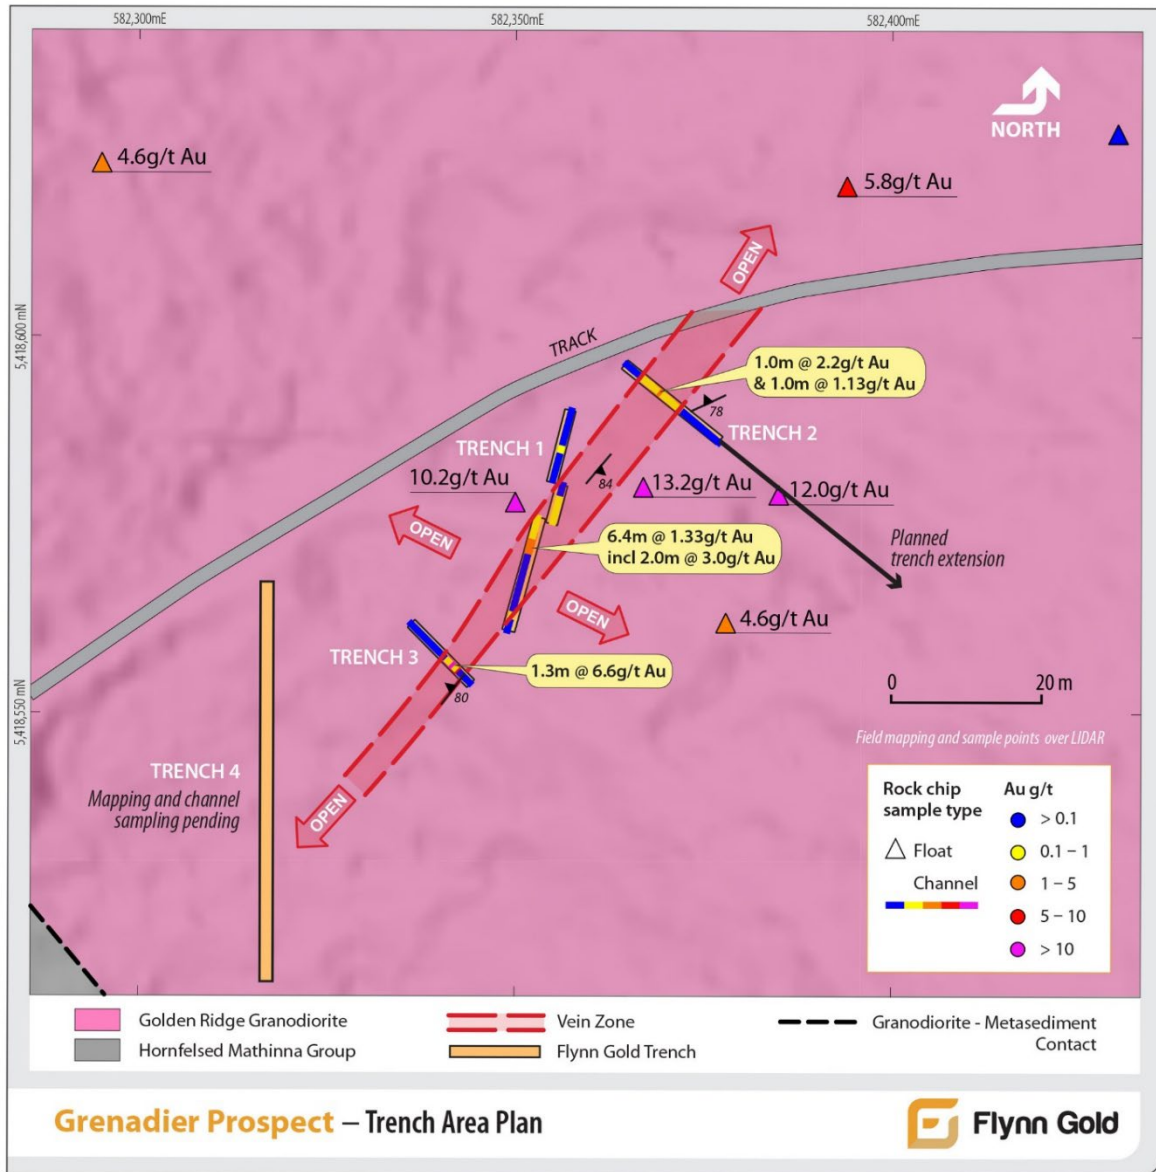 582,300mE
582,350mE
582,400mE
NORTH
4.6g/t Au
5.8g/t Au
OPEN
5,418,600 mN
TRACK
1.0m @ 2.2g/t Au
& 1.0m @ 1.13g/t Au
78
TRENCH 1
TRENCH 2
10.2g/t Au
84
13.2g/t Au
12.0g/t Au
OPEN
6.4m @ 1.33g/t Au
incl 2.0m @ 3.0g/t Au
Planned
trench extension
OPEN
4.6g/t Au
TRENCH 3
1.3m @ 6.6g/t Au
80
0
20 m
5,418,550 mN
Field mapping and sample points over LIDAR
TRENCH 4
Mapping and channel
sampling pending
OPEN
Rock chip
sample type
Float
Channel
Au g/t
> 0.1
0.1 – 1
1 – 5
5 – 10
> 10
Golden Ridge Granodiorite
Hornfelsed Mathinna Group
Vein Zone
Flynn Gold Trench
Granodiorite - Metasediment
Contact
Grenadier Prospect – Trench Area Plan
Flynn Gold